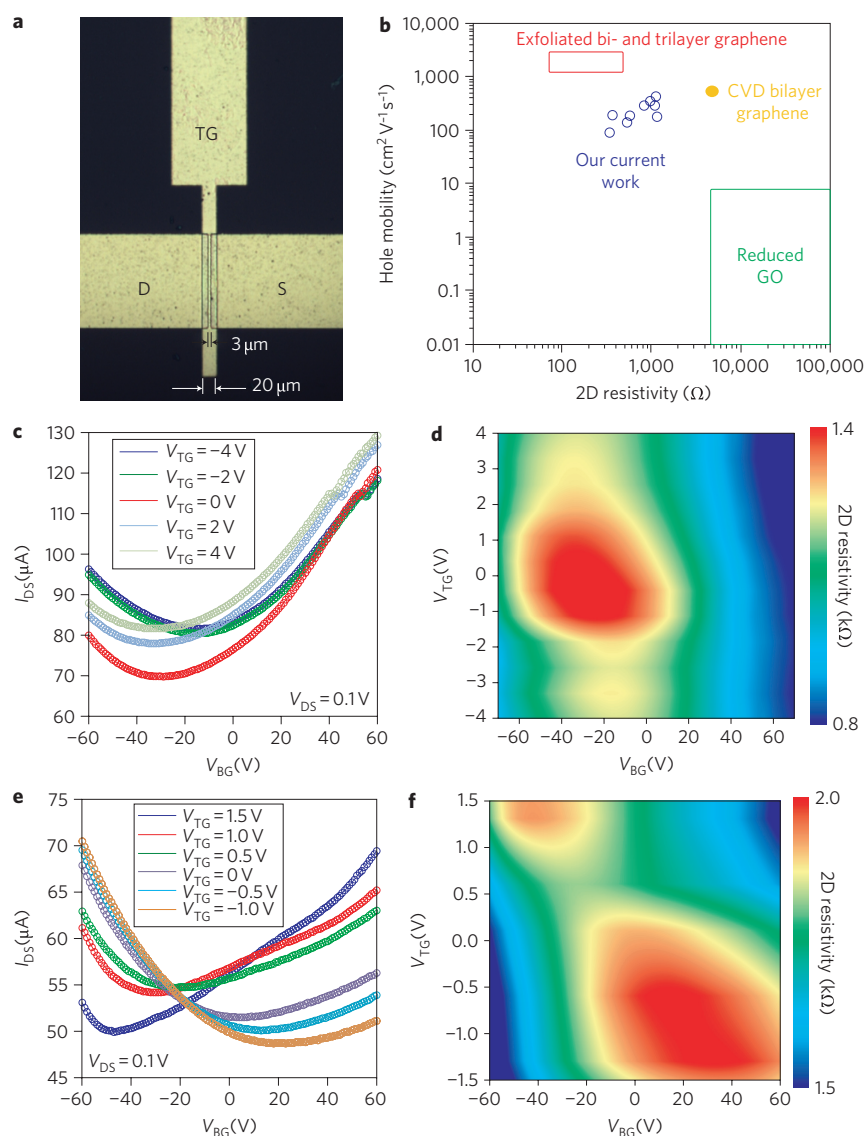 a
TG
D
S
3 μm
20 μm
b
10,000
1,000
100
10
1
0.1
0.01
Hole mobility (cm² V⁻¹ s⁻¹)
Exfoliated bi- and trilayer graphene
CVD bilayer
graphene
Our current
work
Reduced
GO
10
100
1,000
10,000
100,000
2D resistivity (Ω)
c
130
120
110
100
90
80
70
60
I_DS(μA)
V_TG = −4 V
V_TG = −2 V
V_TG = 0 V
V_TG = 2 V
V_TG = 4 V
V_DS = 0.1 V
−60
−40
−20
0
20
40
60
V_BG(V)
d
4
3
2
1
0
−1
−2
−3
−4
V_TG(V)
−60
−40
−20
0
20
40
60
V_BG(V)
1.4
2D resistivity (kΩ)
0.8
e
75
70
65
60
55
50
45
I_DS(μA)
V_TG = 1.5 V
V_TG = 1.0 V
V_TG = 0.5 V
V_TG = 0 V
V_TG = −0.5 V
V_TG = −1.0 V
V_DS = 0.1 V
−60
−40
−20
0
20
40
60
V_BG(V)
f
1.5
1.0
0.5
0.0
−0.5
−1.0
−1.5
V_TG(V)
−60
−40
−20
0
20
40
60
V_BG(V)
2.0
2D resistivity (kΩ)
1.5